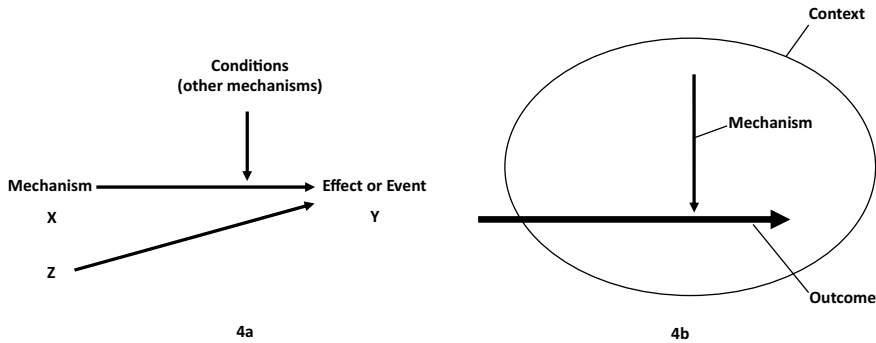 Conditions
(other mechanisms)
Mechanism
Effect or Event
X
Y
Z
4a
Context
Mechanism
Outcome
4b